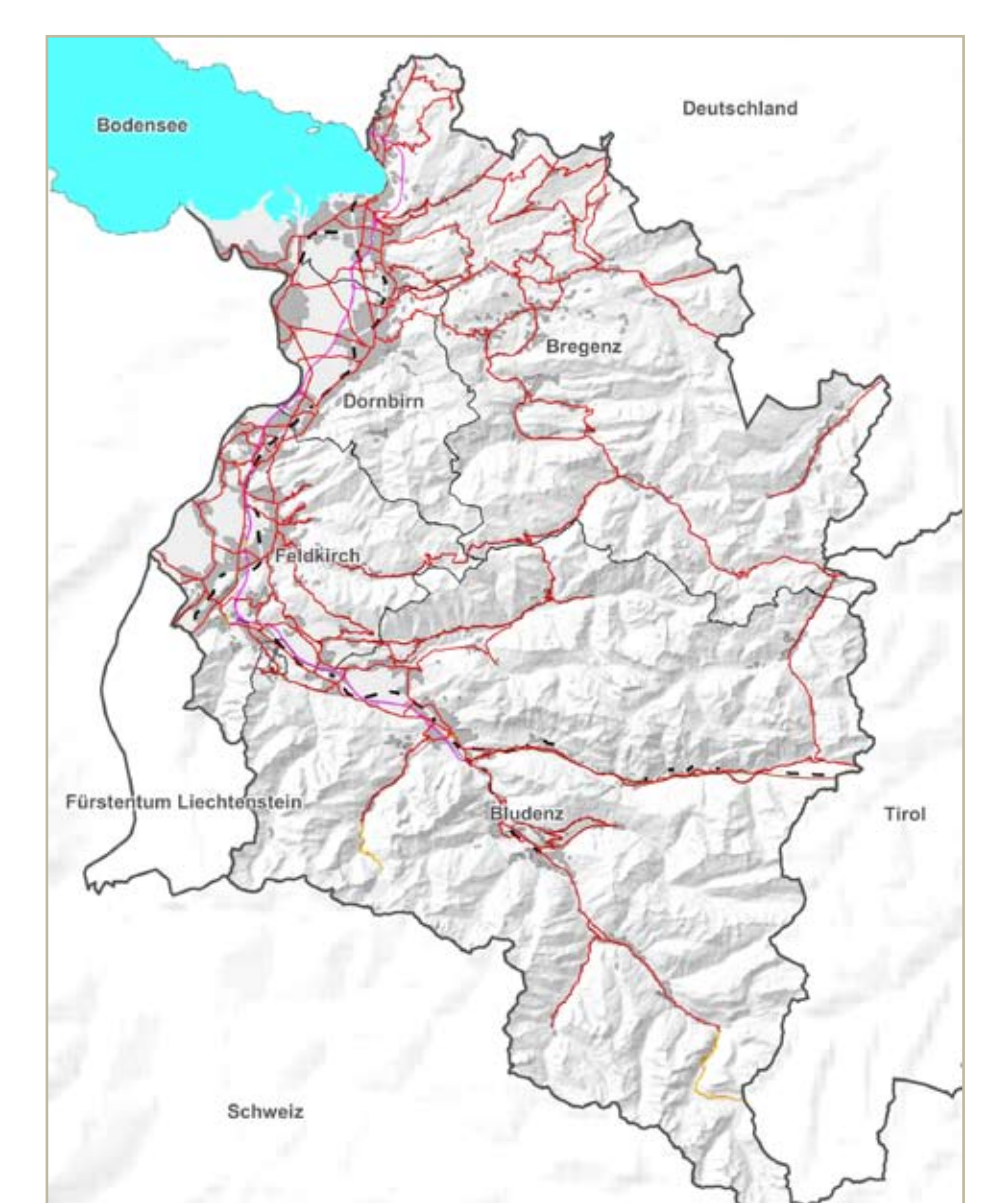 Deutschland
Bodensee
Bregenz
Dornbirn
Feldkirch
Fürstentum Liechtenstein
Bludenz
Tirol
Schweiz